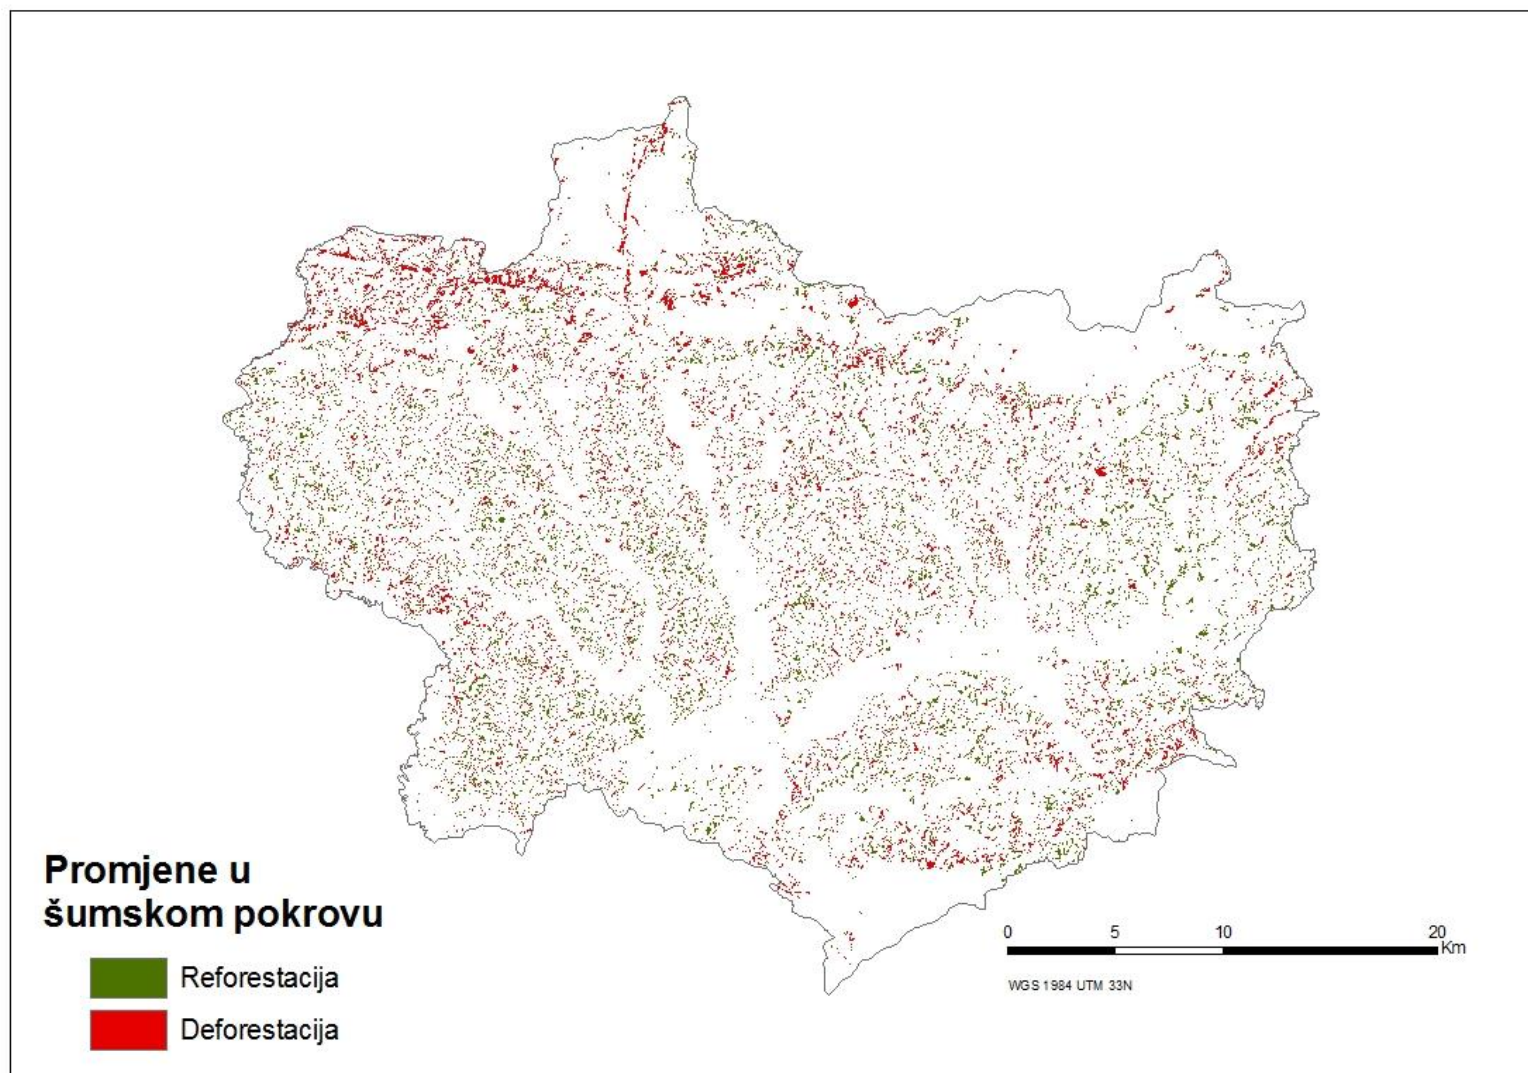 Promjene u
šumskom pokrovu
Reforestacija
Deforestacija
0 5 10 20
Km
WGS 1984 UTM 33N